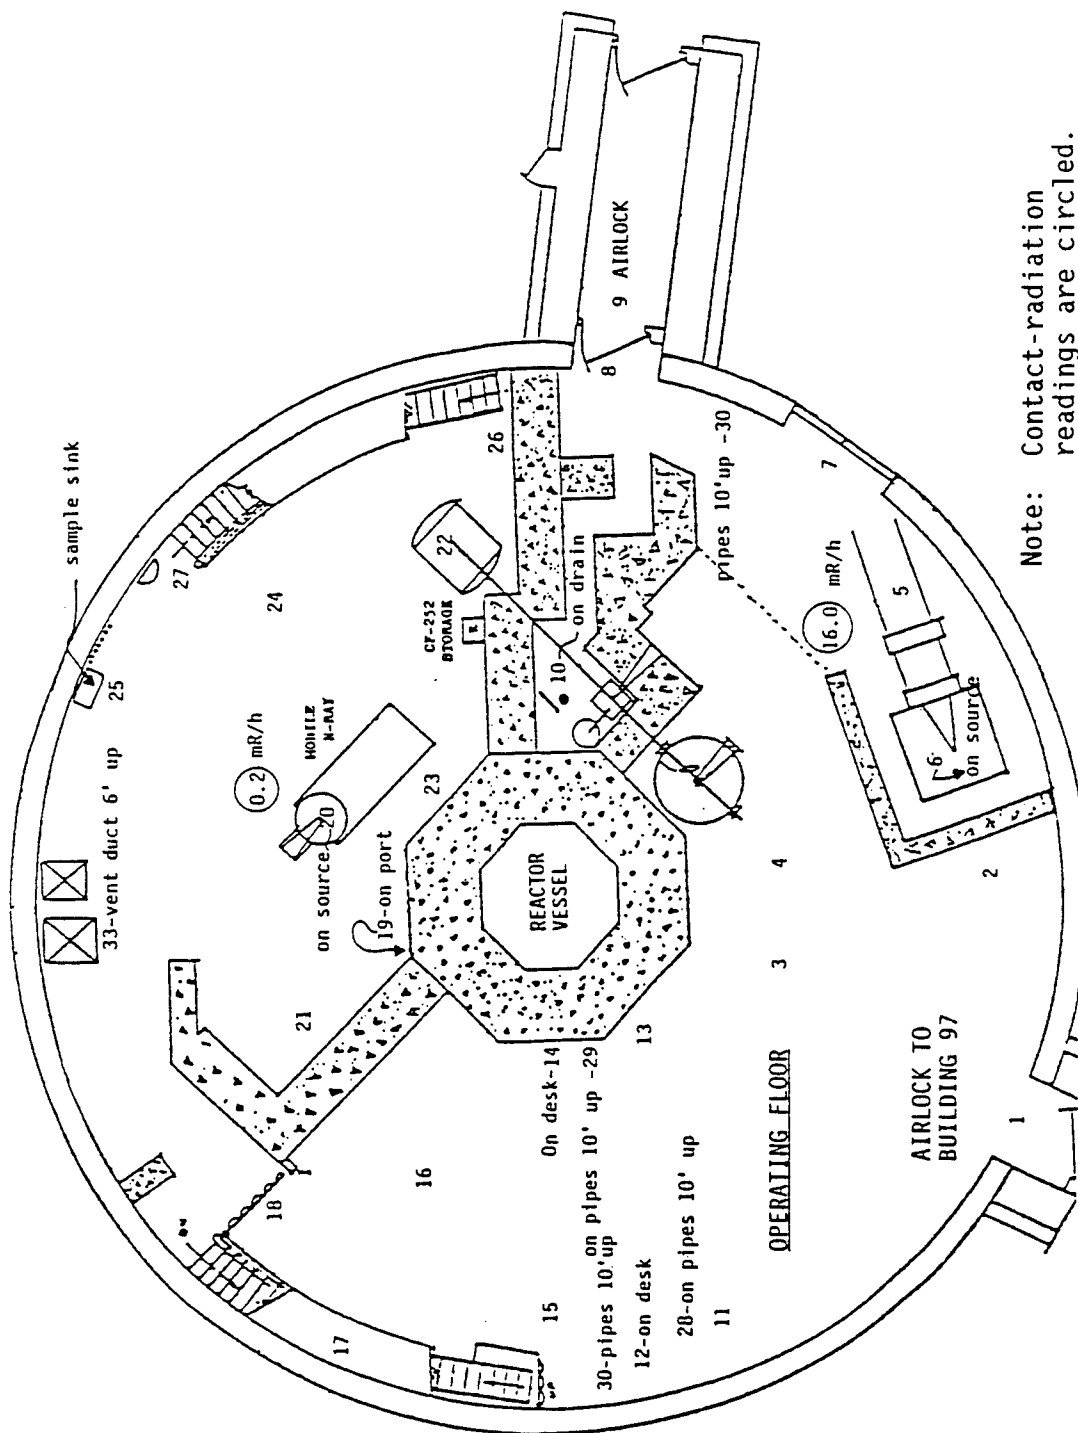 sample sink
33-vent duct 6' up
25
27
24
0.2 mR/h
MOBILE
X-RAY
20
on source
19-on port
23
CF-252
STORAGE
22
26
21
18
17
16
15
REACTOR
VESSEL
10
on drain
8
9 AIRLOCK
pipes 10'up -30
7
16.0 mR/h
5
6
on source
4
3
2
13
On desk-14
on pipes 10' up -29
30-pipes 10'up
12-on desk
28-on pipes 10' up
11
UP
OPERATING FLOOR
AIRLOCK TO
BUILDING 97
1
Note: Contact-radiation
readings are circled.